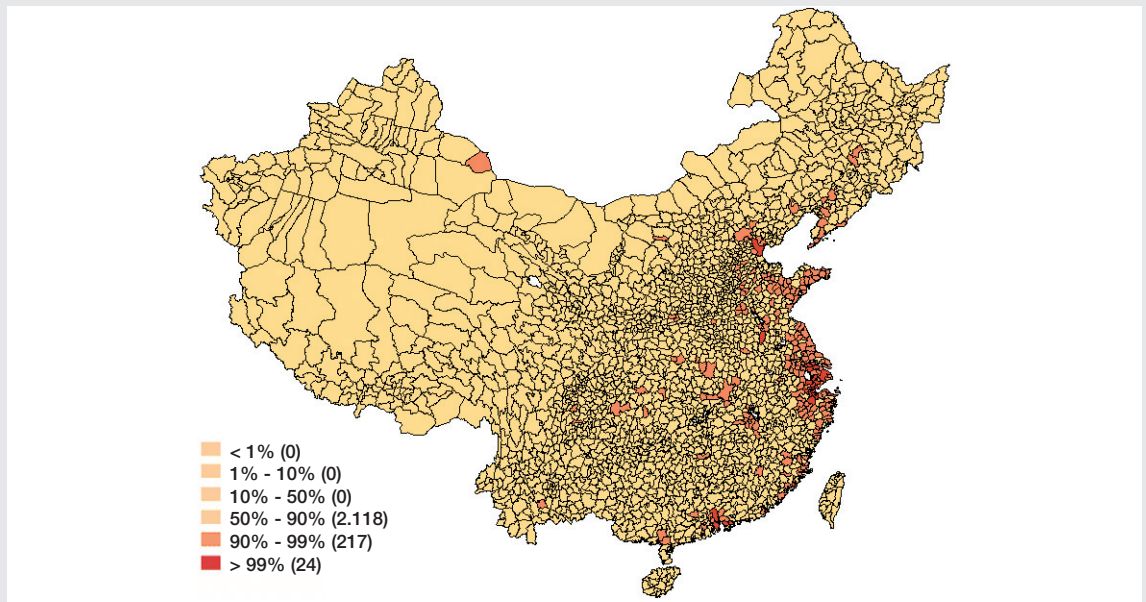 < 1% (0)
1% - 10% (0)
10% - 50% (0)
50% - 90% (2.118)
90% - 99% (217)
> 99% (24)